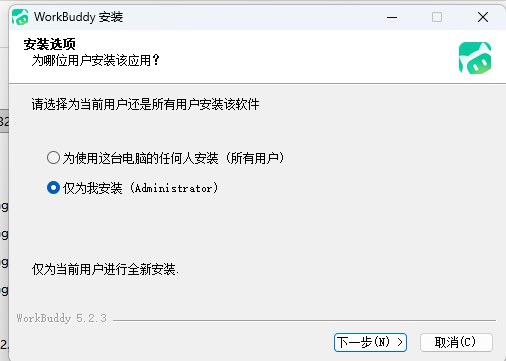 WorkBuddy 安装
安装选项
为哪位用户安装该应用？
请选择为当前用户还是所有用户安装该软件
为使用这台电脑的任何人安装 (所有用户)
仅为我安装 (Administrator)
仅为当前用户进行全新安装.
WorkBuddy 5.2.3
下一步(N) >
取消(C)